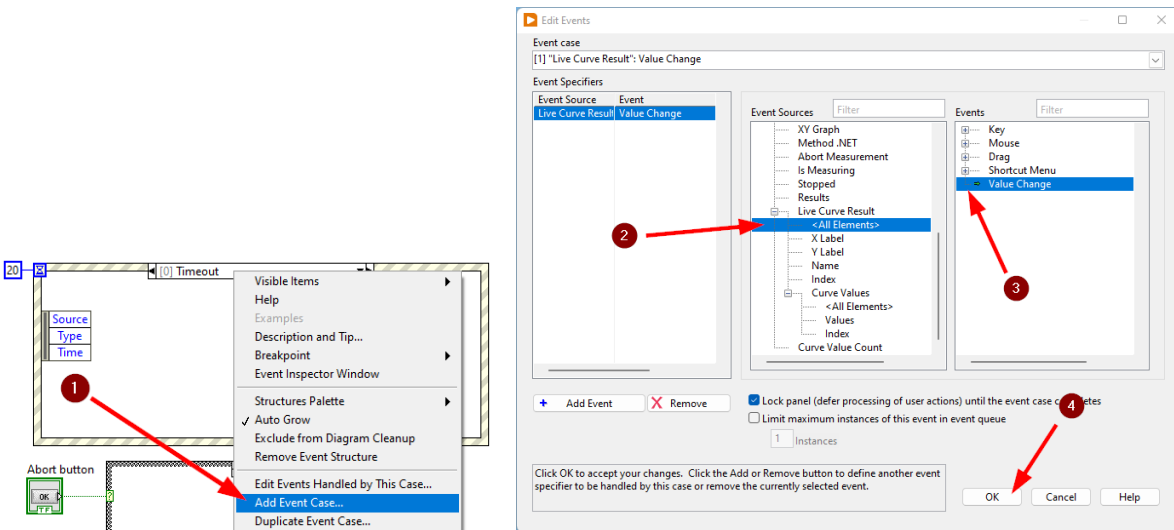 20
[0] Timeout
Source
Type
Time
1
Abort button
OK
TF
?
Visible Items
Help
Examples
Description and Tip...
Breakpoint
Event Inspector Window
Structures Palette
Auto Grow
Exclude from Diagram Cleanup
Remove Event Structure
Edit Events Handled by This Case...
Add Event Case...
Duplicate Event Case...
Edit Events
Event case
[1] "Live Curve Result": Value Change
Event Specifiers
Event Source Event
Live Curve Result Value Change
Event Sources Filter
XY Graph
Method .NET
Abort Measurement
Is Measuring
Stopped
Results
Live Curve Result
<All Elements>
X Label
Y Label
Name
Index
Curve Values
<All Elements>
Values
Index
Curve Value Count
2
Events Filter
Key
Mouse
Drag
Shortcut Menu
Value Change
3
Add Event Remove
Lock panel (defer processing of user actions) until the event case c letes
4
Limit maximum instances of this event in event queue
1 Instances
Click OK to accept your changes. Click the Add or Remove button to define another event
specifier to be handled by this case or remove the currently selected event.
OK Cancel Help